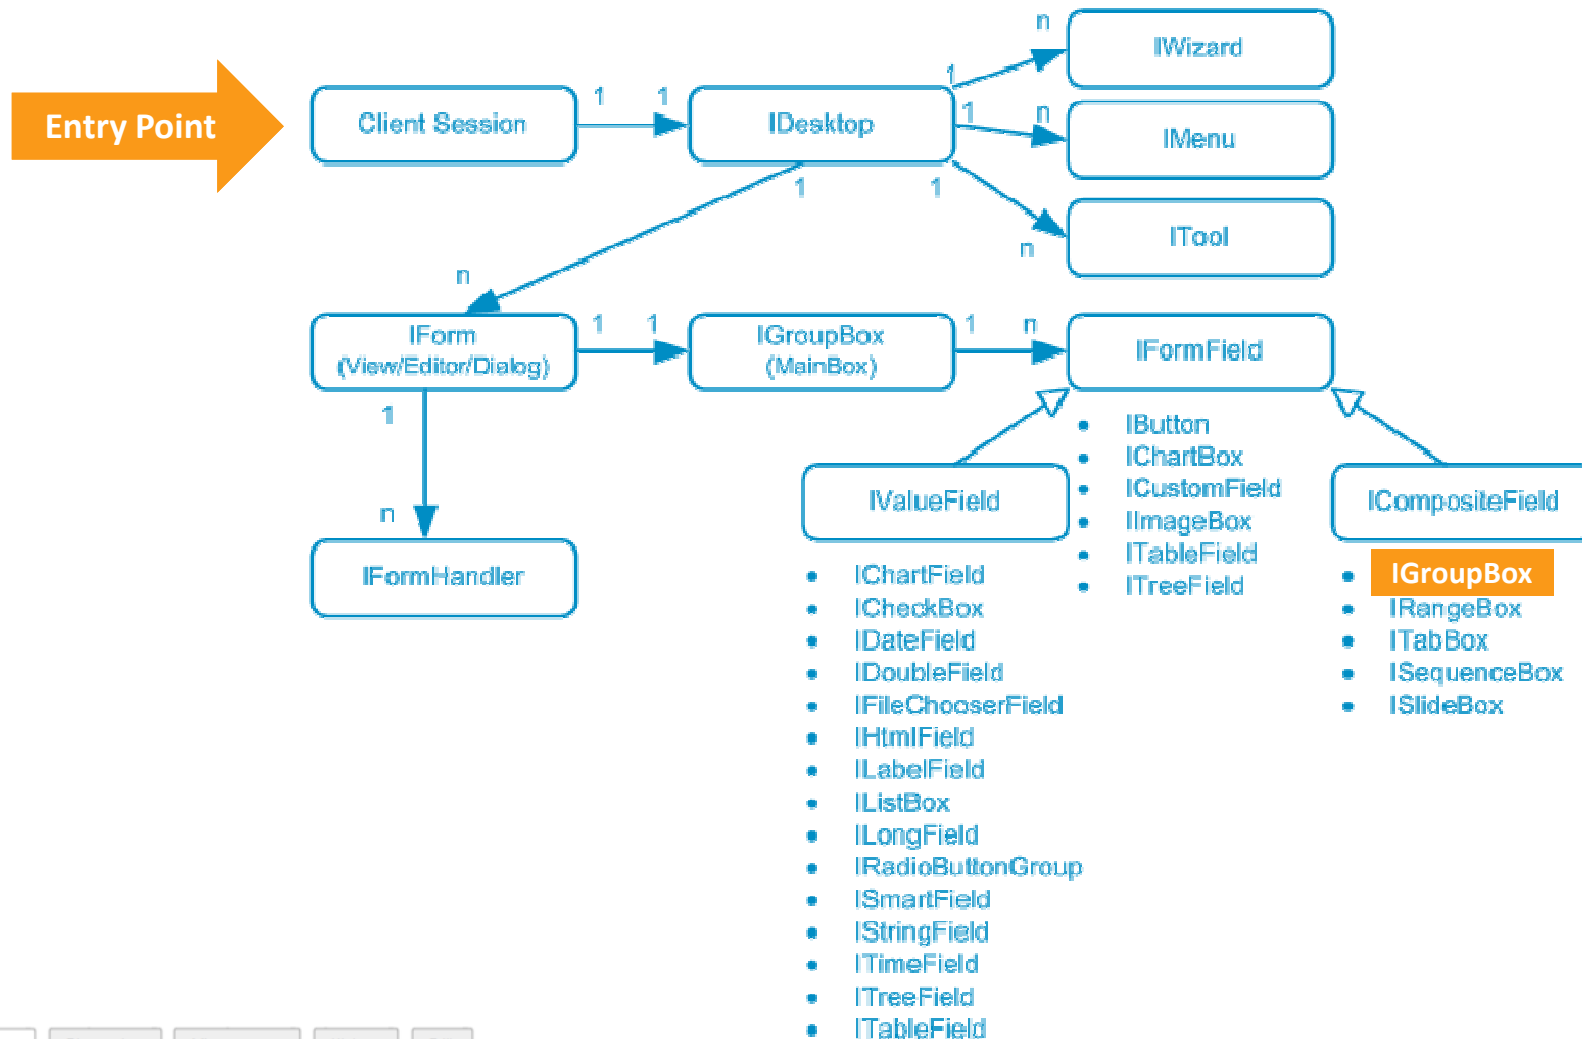 n
IWizard
1
Entry Point
Client Session
1
1
IDesktop
1
n
IMenu
1
1
ITool
n
n
IForm
(View/Editor/Dialog)
1
1
IGroupBox
(MainBox)
1
n
IFormField
1
n
IFormHandler
IValueField
• IButton
• IChartBox
• ICustomField
• IImageBox
• ITableField
• ITreeField
ICompositeField
• IChartField
• ICheckBox
• IDateField
• IDoubleField
• IFileChooserField
• IHtmlField
• ILabelField
• IListBox
• ILongField
• IRadioButtonGroup
• ISmartField
• IStringField
• ITimeField
• ITreeField
• ITableField
• IGroupBox
• IRangeBox
• ITabBox
• ISequenceBox
• ISlideBox